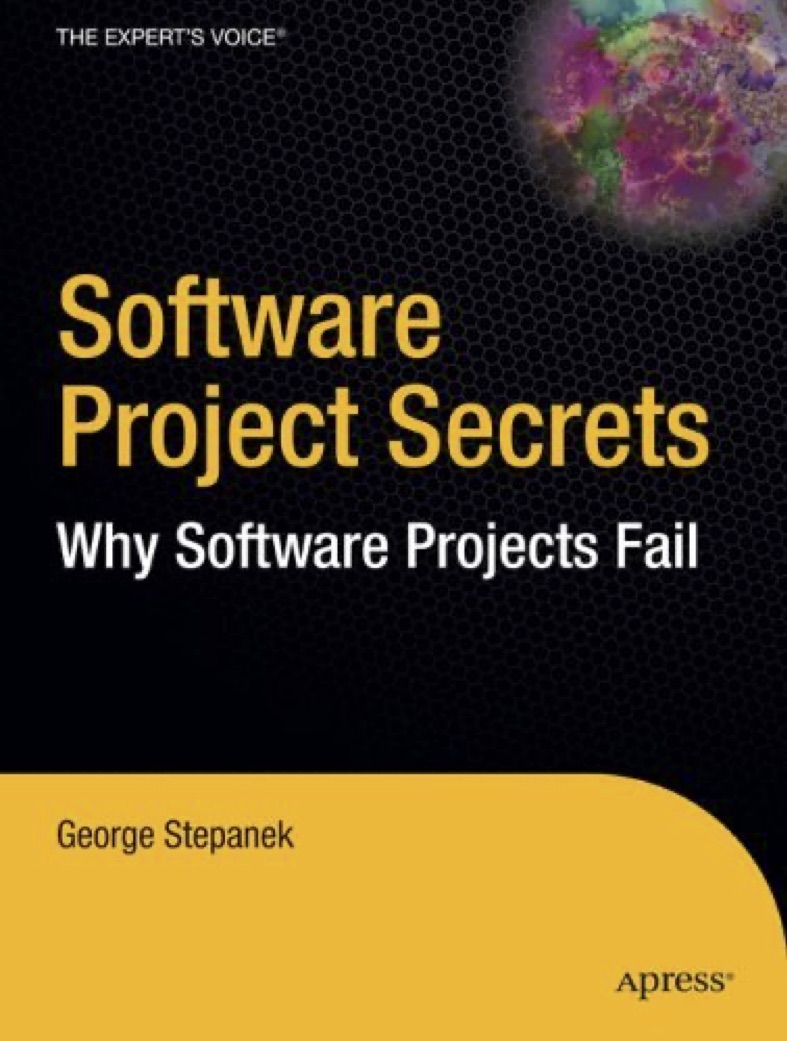 THE EXPERT'S VOICE®
Software
Project Secrets
Why Software Projects Fail
George Stepanek
Apress®